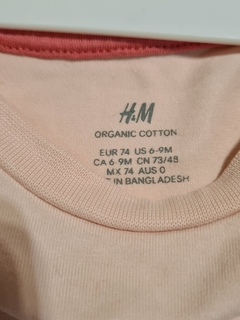 H&M
ORGANIC COTTON
EUR 74 US 6-9M
CA 6-9M CN 73/48
MX 74 AUS 0
IN BANGLADESH